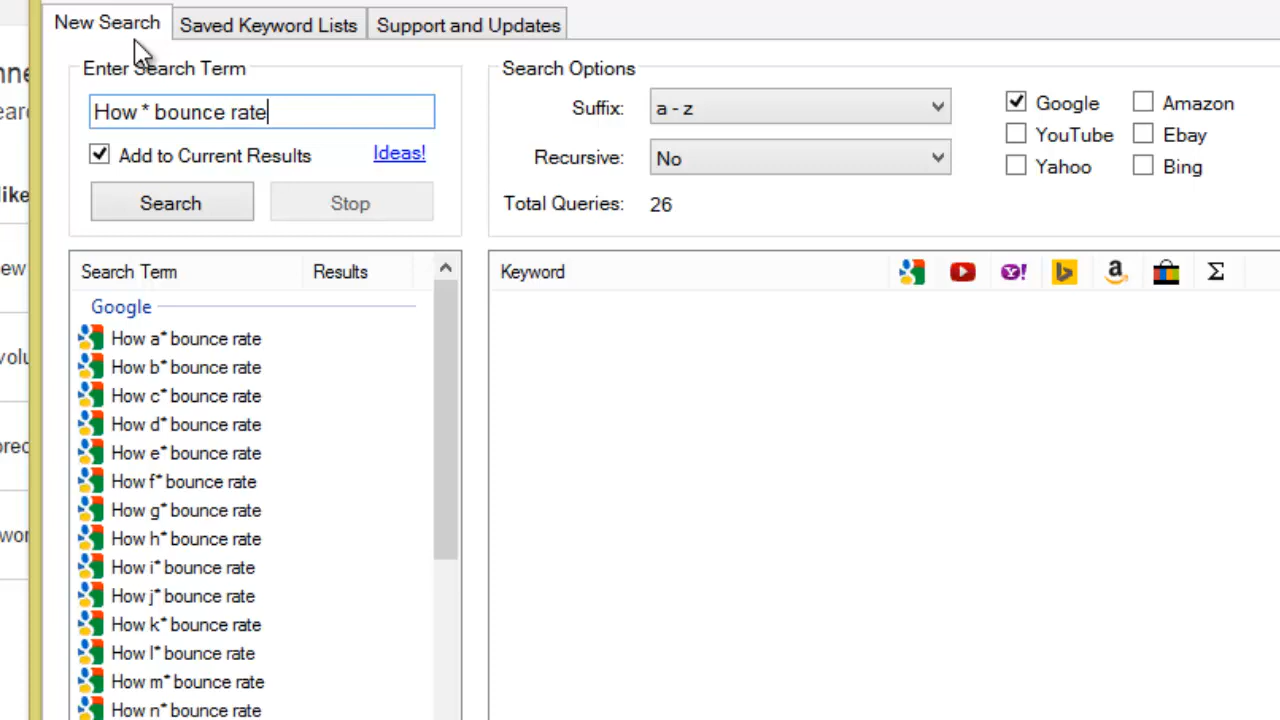 New Search Saved Keyword Lists Support and Updates
Enter Search Term
How * bounce rate
Add to Current Results Ideas!
Search Stop
Search Options
Suffix: a - z
Recursive: No
Total Queries: 26
Google Amazon
YouTube Ebay
Yahoo Bing
Search Term Results
Google
How a* bounce rate
How b* bounce rate
How c* bounce rate
How d* bounce rate
How e* bounce rate
How f* bounce rate
How g* bounce rate
How h* bounce rate
How i* bounce rate
How j* bounce rate
How k* bounce rate
How l* bounce rate
How m* bounce rate
How n* bounce rate
Keyword Σ